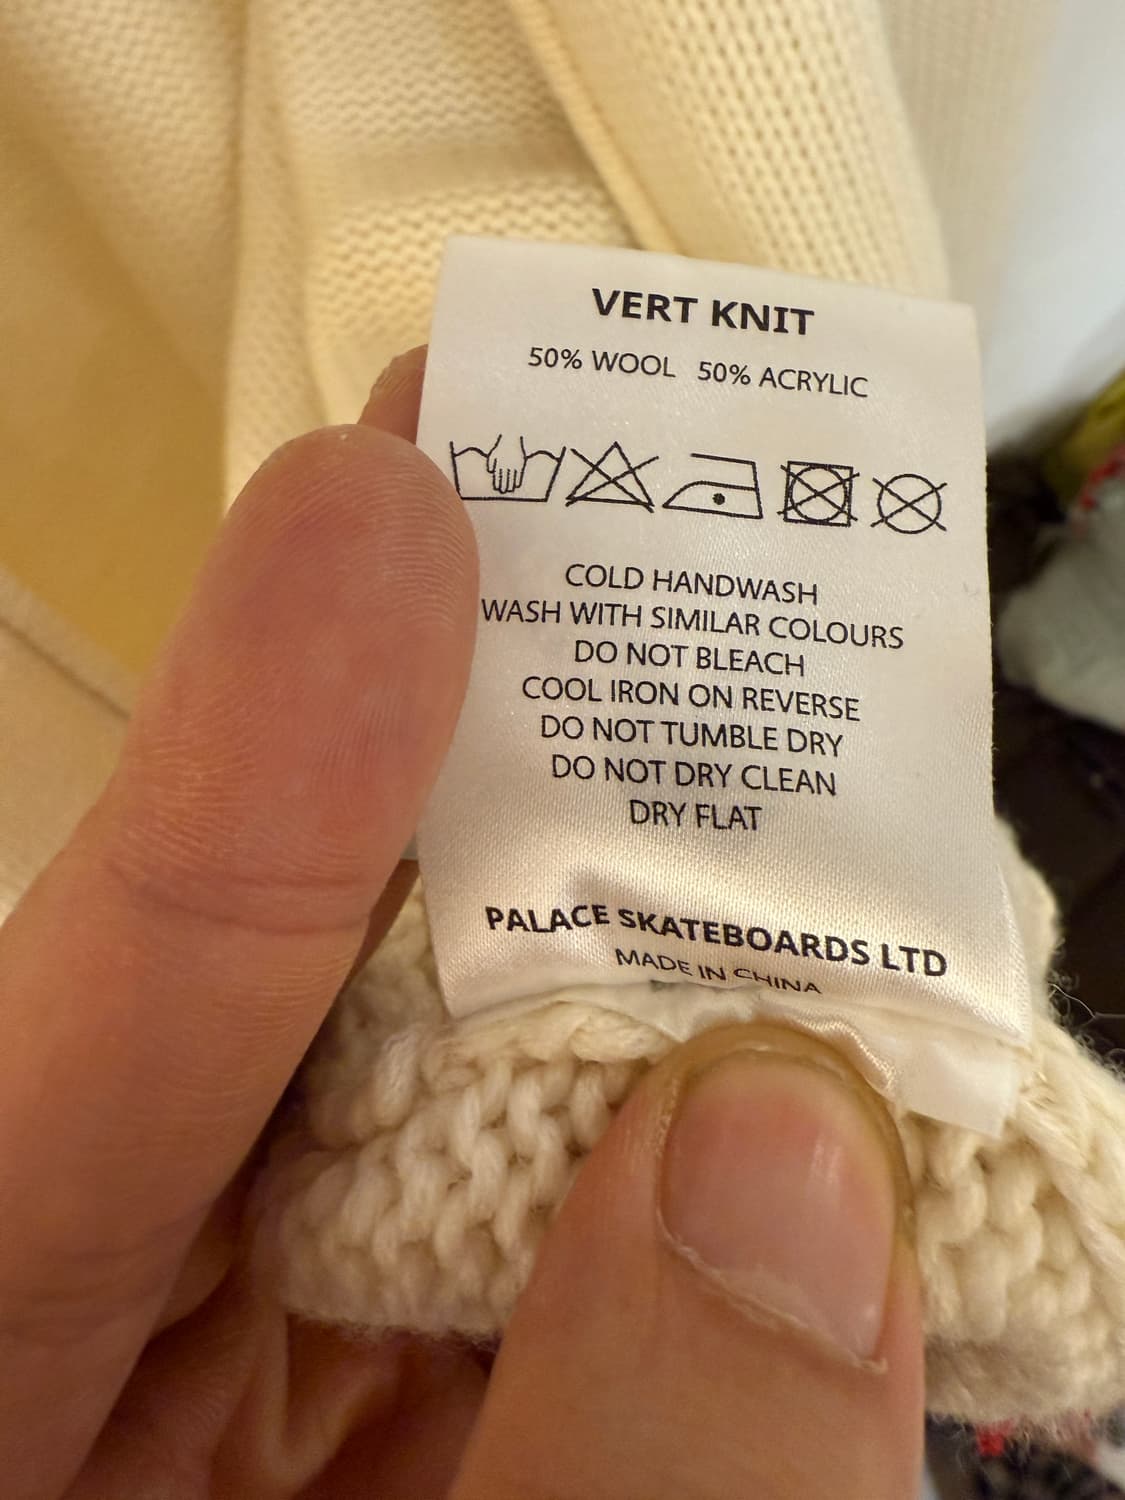 VERT KNIT
50% WOOL 50% ACRYLIC
COLD HANDWASH
WASH WITH SIMILAR COLOURS
DO NOT BLEACH
COOL IRON ON REVERSE
DO NOT TUMBLE DRY
DO NOT DRY CLEAN
DRY FLAT
PALACE SKATEBOARDS LTD
MADE IN CHINA